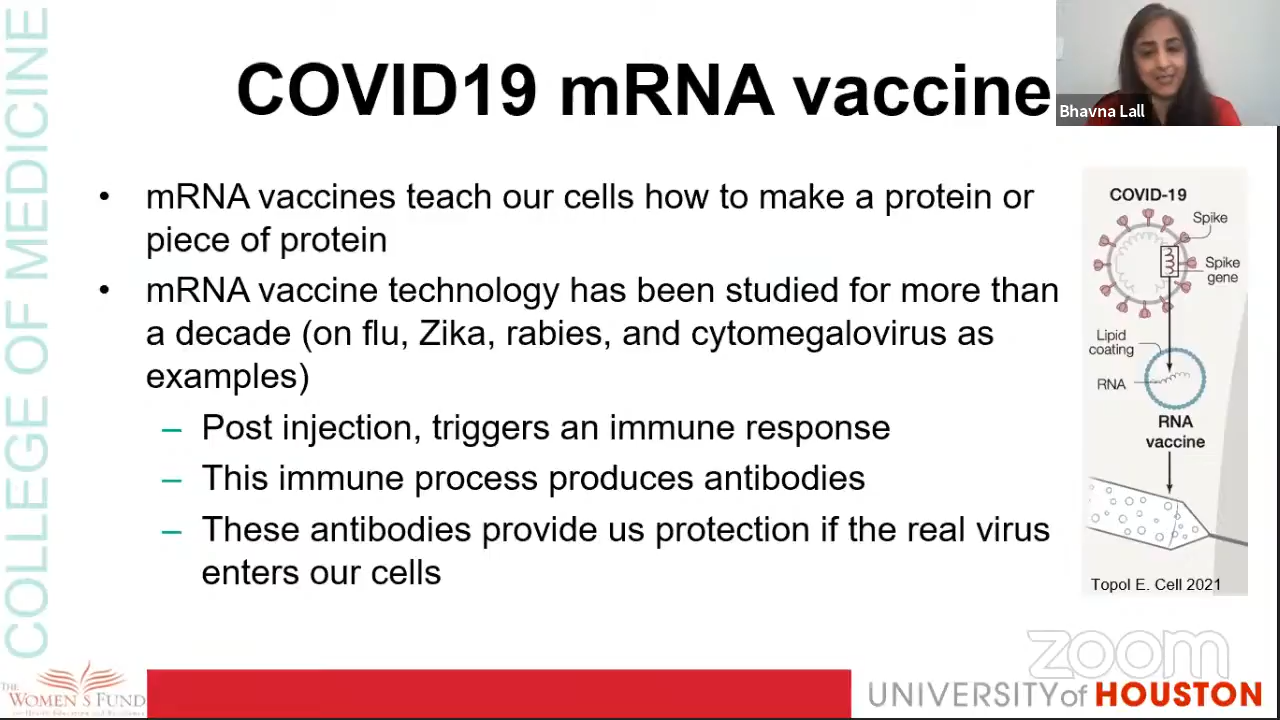 COLLEGE OF MEDICINE
COVID19 mRNA vaccine
Bhavna Lall
• mRNA vaccines teach our cells how to make a protein or
piece of protein
• mRNA vaccine technology has been studied for more than
a decade (on flu, Zika, rabies, and cytomegalovirus as
examples)
– Post injection, triggers an immune response
– This immune process produces antibodies
– These antibodies provide us protection if the real virus
enters our cells
COVID-19
Spike
Spike
gene
Lipid
coating
RNA
RNA
vaccine
Topol E. Cell 2021
zoom
THE
WOMEN'S FUND
UNIVERSITY of HOUSTON